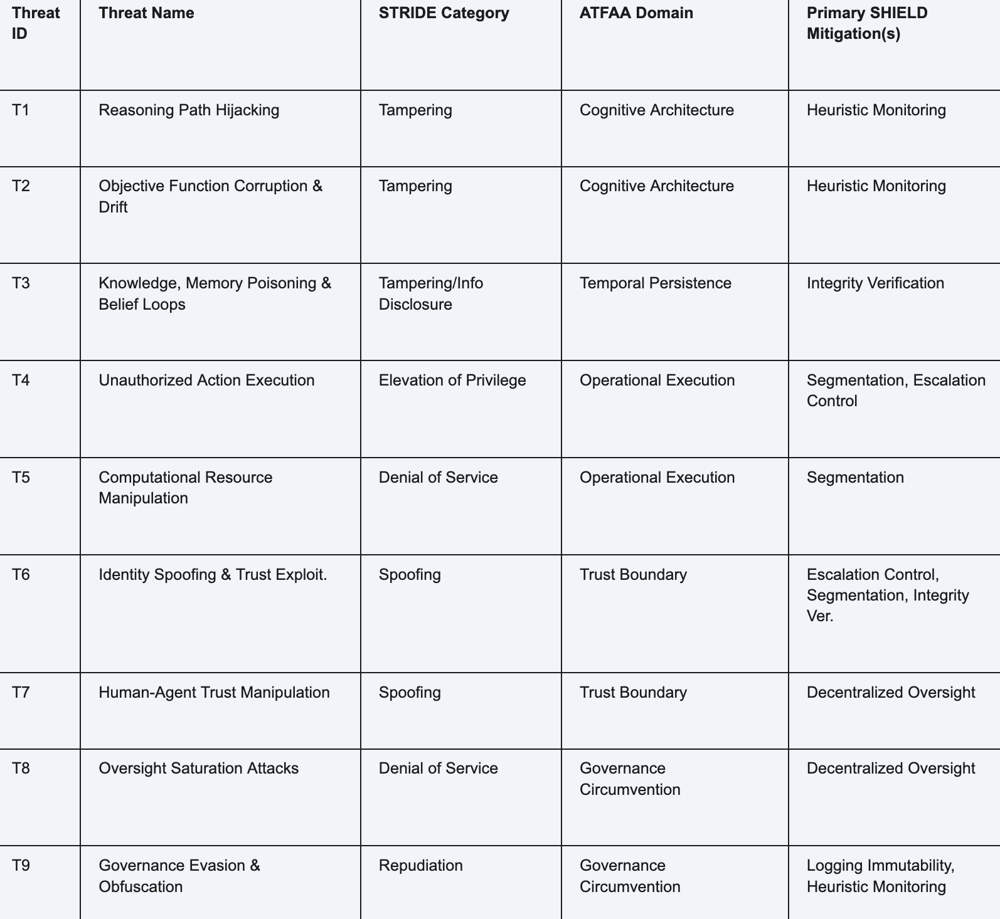 Threat ID	Threat Name	STRIDE Category	ATFAA Domain	Primary SHIELD Mitigation(s)
T1	Reasoning Path Hijacking	Tampering	Cognitive Architecture	Heuristic Monitoring
T2	Objective Function Corruption & Drift	Tampering	Cognitive Architecture	Heuristic Monitoring
T3	Knowledge, Memory Poisoning & Belief Loops	Tampering/Info Disclosure	Temporal Persistence	Integrity Verification
T4	Unauthorized Action Execution	Elevation of Privilege	Operational Execution	Segmentation, Escalation Control
T5	Computational Resource Manipulation	Denial of Service	Operational Execution	Segmentation
T6	Identity Spoofing & Trust Exploit.	Spoofing	Trust Boundary	Escalation Control, Segmentation, Integrity Ver.
T7	Human-Agent Trust Manipulation	Spoofing	Trust Boundary	Decentralized Oversight
T8	Oversight Saturation Attacks	Denial of Service	Governance Circumvention	Decentralized Oversight
T9	Governance Evasion & Obfuscation	Repudiation	Governance Circumvention	Logging Immutability, Heuristic Monitoring